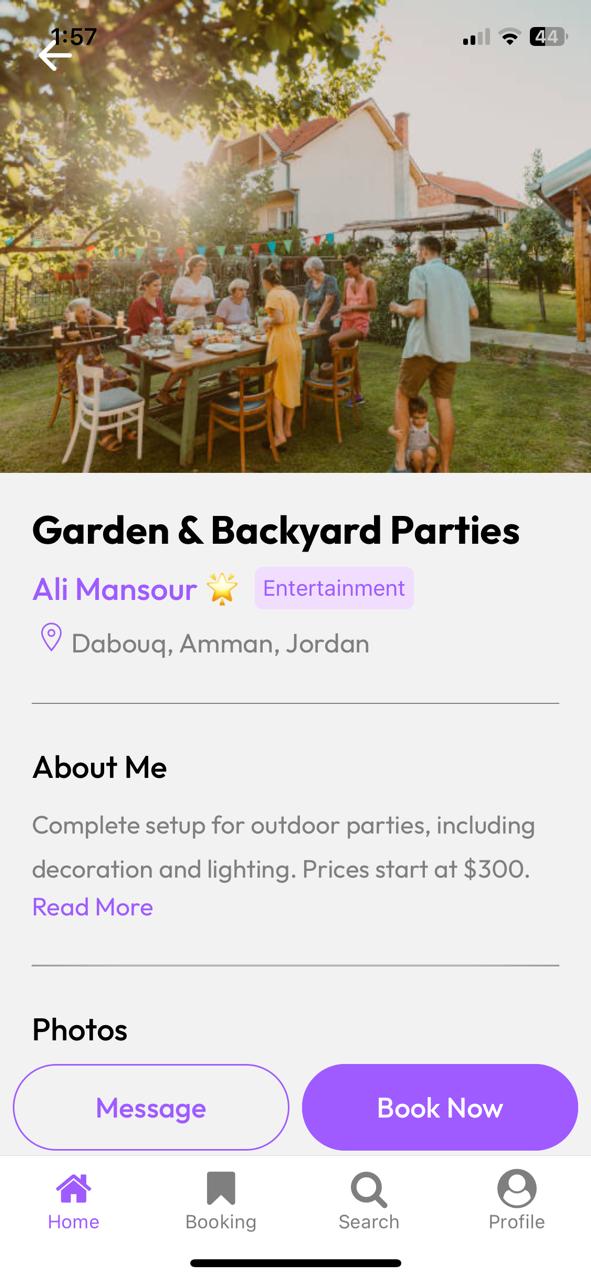 1:57
44
Garden & Backyard Parties
Ali Mansour 🌟 Entertainment
Dabouq, Amman, Jordan
About Me
Complete setup for outdoor parties, including
decoration and lighting. Prices start at $300.
Read More
Photos
Message Book Now
Home Booking Search Profile